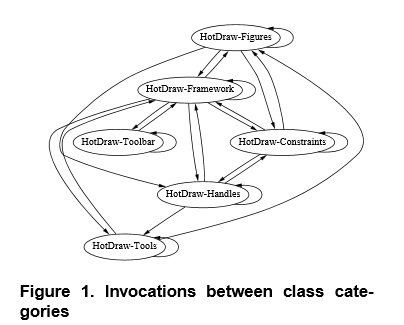 HotDraw-Figures
HotDraw-Framework
HotDraw-Toolbar
HotDraw-Constraints
HotDraw-Handles
HotDraw-Tools
Figure 1. Invocations between class cate-
gories